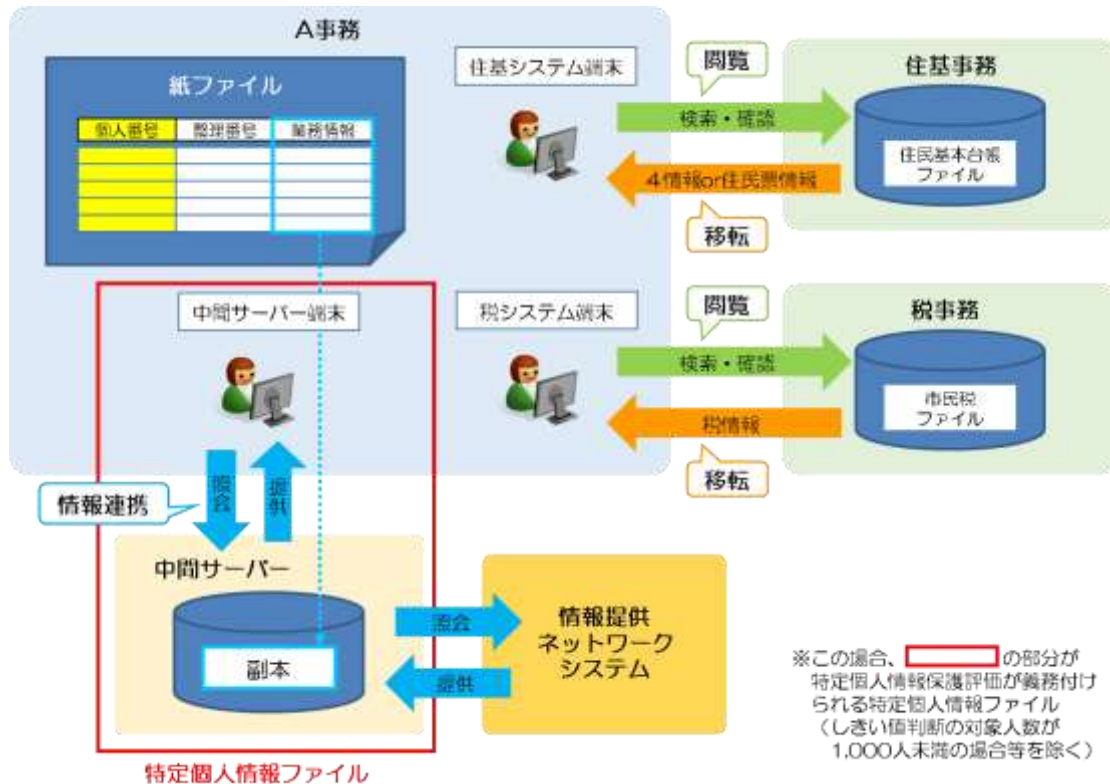 A事務
紙ファイル
個人番号 整理番号 業務情報
住基システム端末
閲覧
検索・確認
4情報or住民票情報
移転
住基事務
住民基本台帳
ファイル
中間サーバー端末
税システム端末
閲覧
検索・確認
税情報
移転
税事務
市民税
ファイル
情報連携
照会
提供
中間サーバー
副本
照会
提供
情報提供
ネットワーク
システム
特定個人情報ファイル
※この場合、 の部分が
特定個人情報保護評価が義務付け
られる特定個人情報ファイル
（しきい値判断の対象人数が
1,000人未満の場合等を除く）